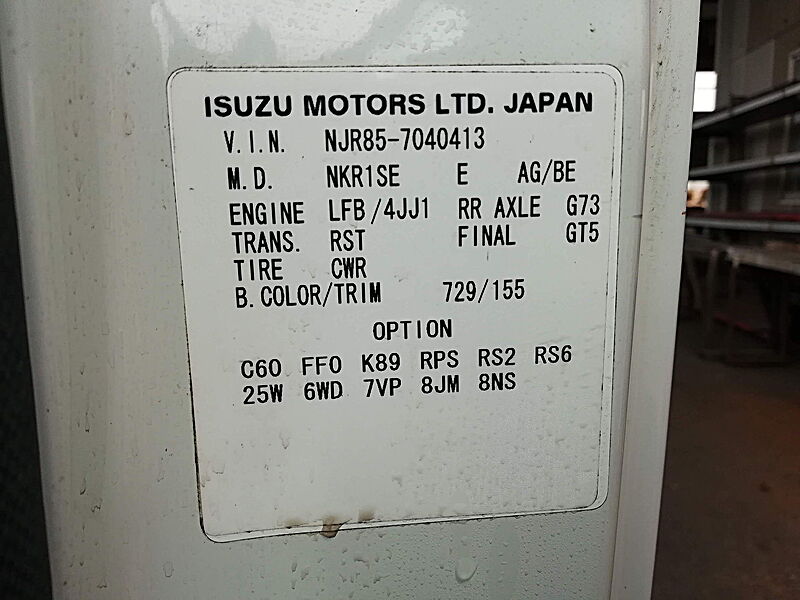 ISUZU MOTORS LTD. JAPAN
V.I.N. NJR85-7040413
M.D. NKR1SE E AG/BE
ENGINE LFB/4JJ1 RR AXLE G73
TRANS. RST FINAL GT5
TIRE CWR
B.COLOR/TRIM 729/155
OPTION
C60 FF0 K89 RPS RS2 RS6
25W 6WD 7VP 8JM 8NS